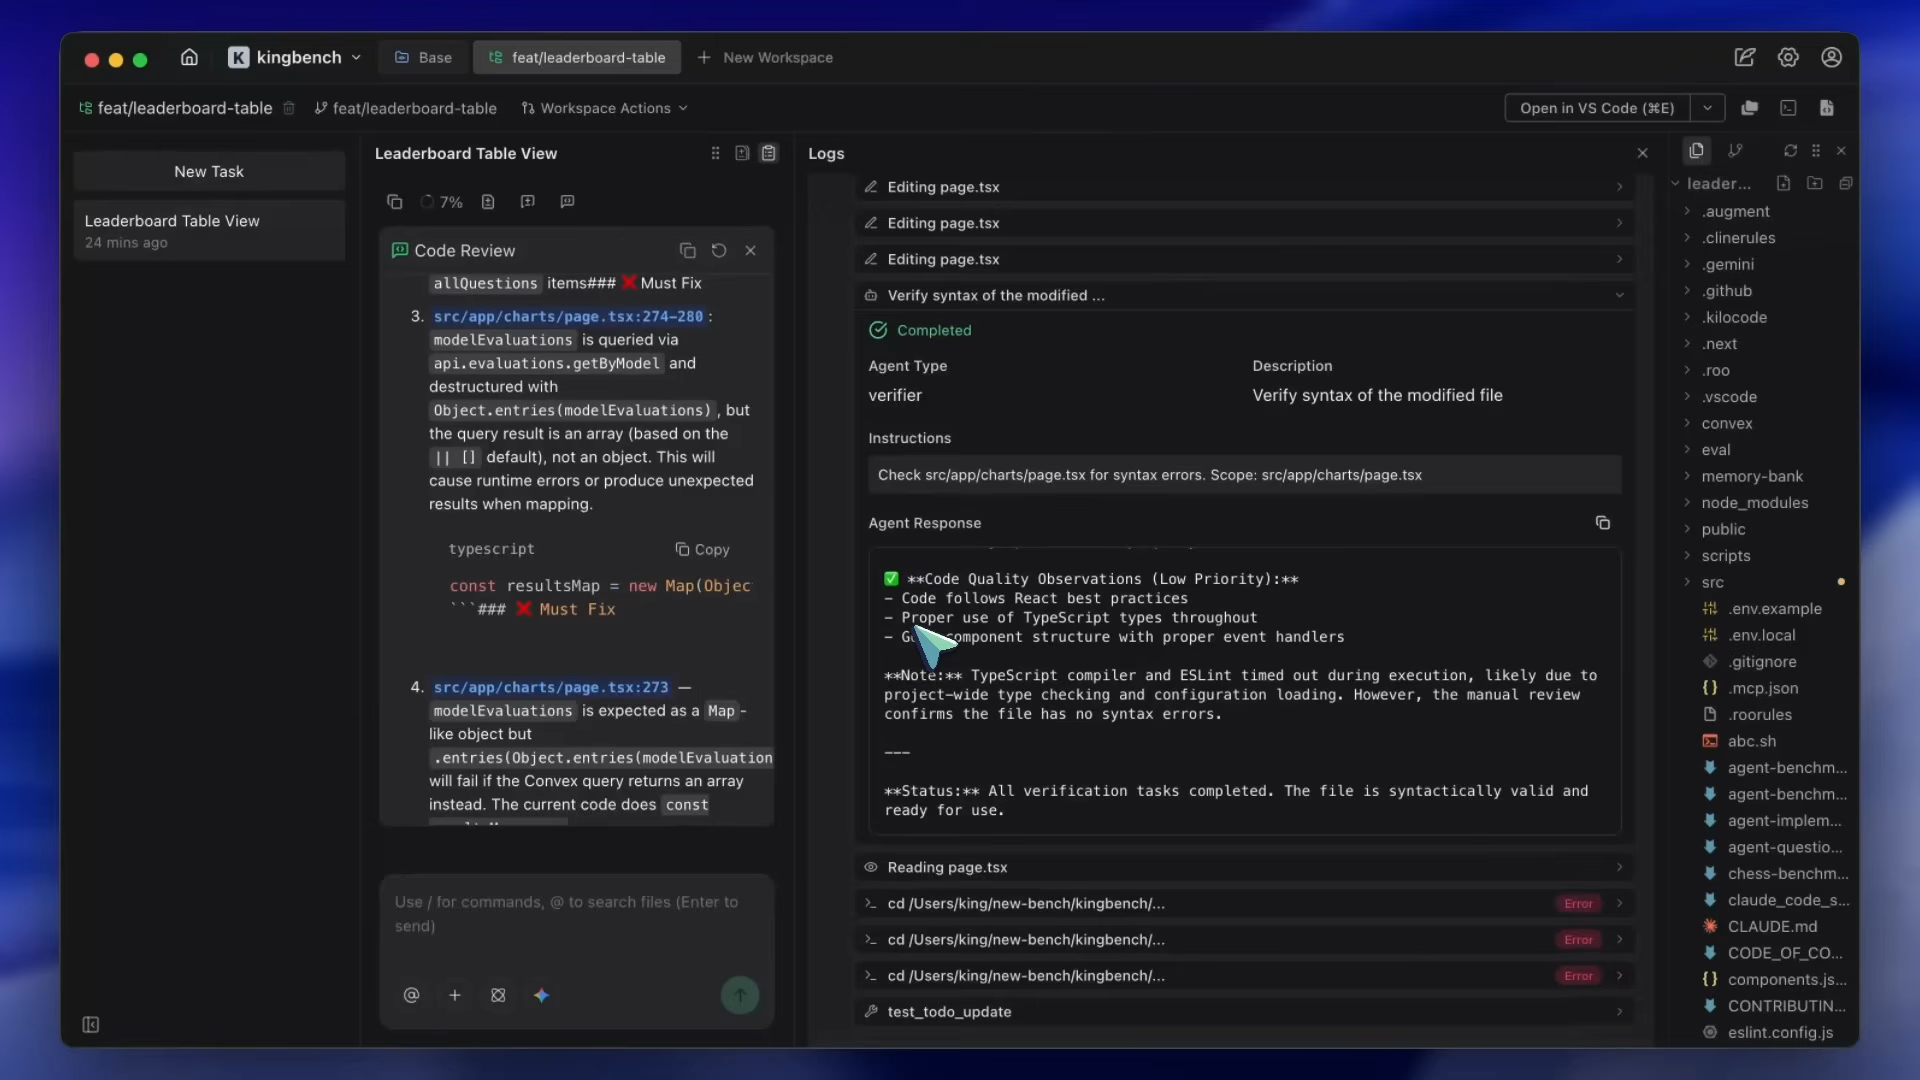 K kingbench
Base
feat/leaderboard-table
New Workspace
feat/leaderboard-table
feat/leaderboard-table
Workspace Actions
Open in VS Code (⌘E)
New Task
Leaderboard Table View
24 mins ago
Leaderboard Table View
7%
Code Review
allQuestions items### ❌ Must Fix
3. src/app/charts/page.tsx:274-280 :
modelEvaluations is queried via
api.evaluations.getByModel and
destructured with
Object.entries(modelEvaluations) , but
the query result is an array (based on the
|| [] default), not an object. This will
cause runtime errors or produce unexpected
results when mapping.
typescript
Copy
const resultsMap = new Map(Objec
```### ❌ Must Fix
4. src/app/charts/page.tsx:273 —
modelEvaluations is expected as a Map-
like object but
.entries(Object.entries(modelEvaluation
will fail if the Convex query returns an array
instead. The current code does const
Use / for commands, @ to search files (Enter to
send)
Logs
Editing page.tsx
Editing page.tsx
Editing page.tsx
Verify syntax of the modified ...
Completed
Agent Type
Description
verifier
Verify syntax of the modified file
Instructions
Check src/app/charts/page.tsx for syntax errors. Scope: src/app/charts/page.tsx
Agent Response
✅ **Code Quality Observations (Low Priority):**
- Code follows React best practices
- Proper use of TypeScript types throughout
- component structure with proper event handlers
**Note:** TypeScript compiler and ESLint timed out during execution, likely due to
project-wide type checking and configuration loading. However, the manual review
confirms the file has no syntax errors.
---
**Status:** All verification tasks completed. The file is syntactically valid and
ready for use.
Reading page.tsx
cd /Users/king/new-bench/kingbench/...
Error
cd /Users/king/new-bench/kingbench/...
Error
cd /Users/king/new-bench/kingbench/...
Error
test_todo_update
leader...
.augment
.clinerules
.gemini
.github
.kilocode
.next
.roo
.vscode
convex
eval
memory-bank
node_modules
public
scripts
src
.env.example
.env.local
.gitignore
.mcp.json
.roorules
abc.sh
agent-benchm...
agent-benchm...
agent-implem...
agent-questio...
chess-benchm...
claude_code_s...
CLAUDE.md
CODE_OF_CO...
components.js...
CONTRIBUTIN...
eslint.config.js